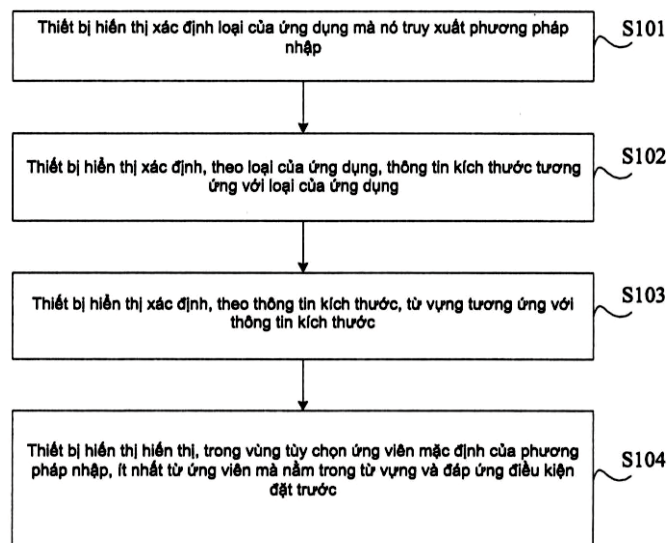 Thiết bị hiển thị xác định loại của ứng dụng mà nó truy xuất phương pháp
nhập
S101
Thiết bị hiển thị xác định, theo loại của ứng dụng, thông tin kích thước tương
ứng với loại của ứng dụng
S102
Thiết bị hiển thị xác định, theo thông tin kích thước, từ vựng tương ứng với
thông tin kích thước
S103
Thiết bị hiển thị hiển thị, trong vùng tùy chọn ứng viên mặc định của phương
pháp nhập, ít nhất từ ứng viên mà nằm trong từ vựng và đáp ứng điều kiện
đặt trước
S104